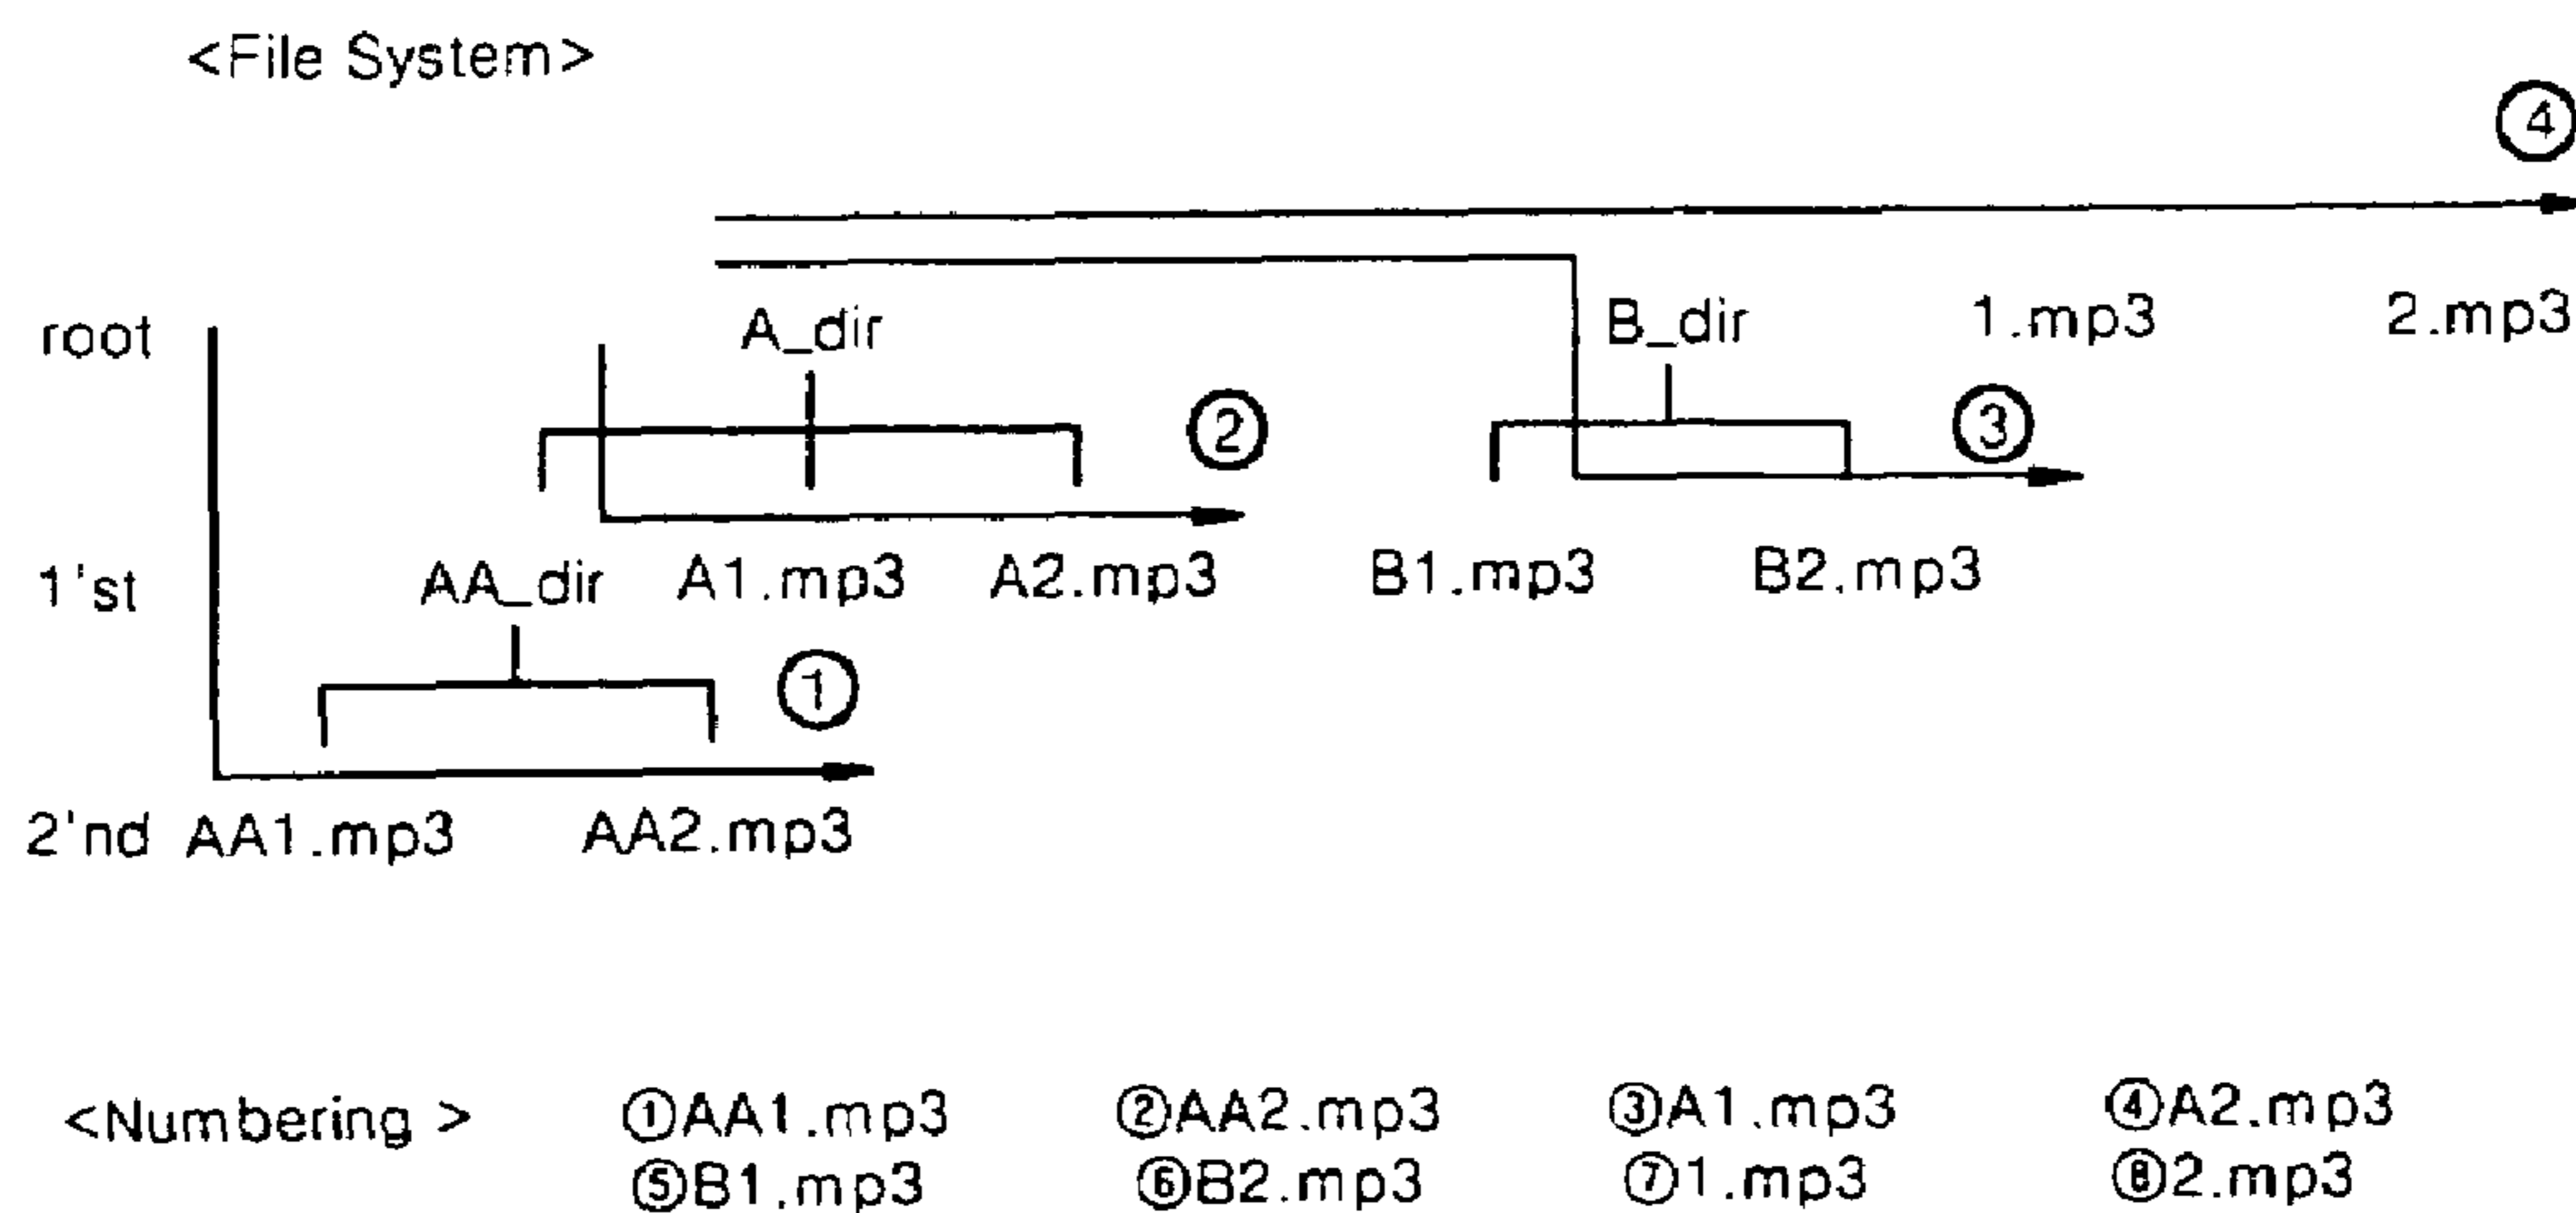 <File System>
④
root A_dir B_dir 1.mp3 2.mp3
② ③
1'st AA_dir A1.mp3 A2.mp3 B1.mp3 B2.mp3
①
2'nd AA1.mp3 AA2.mp3
<Numbering > ①AA1.mp3 ②AA2.mp3 ③A1.mp3 ④A2.mp3
⑤B1.mp3 ⑥B2.mp3 ⑦1.mp3 ⑧2.mp3